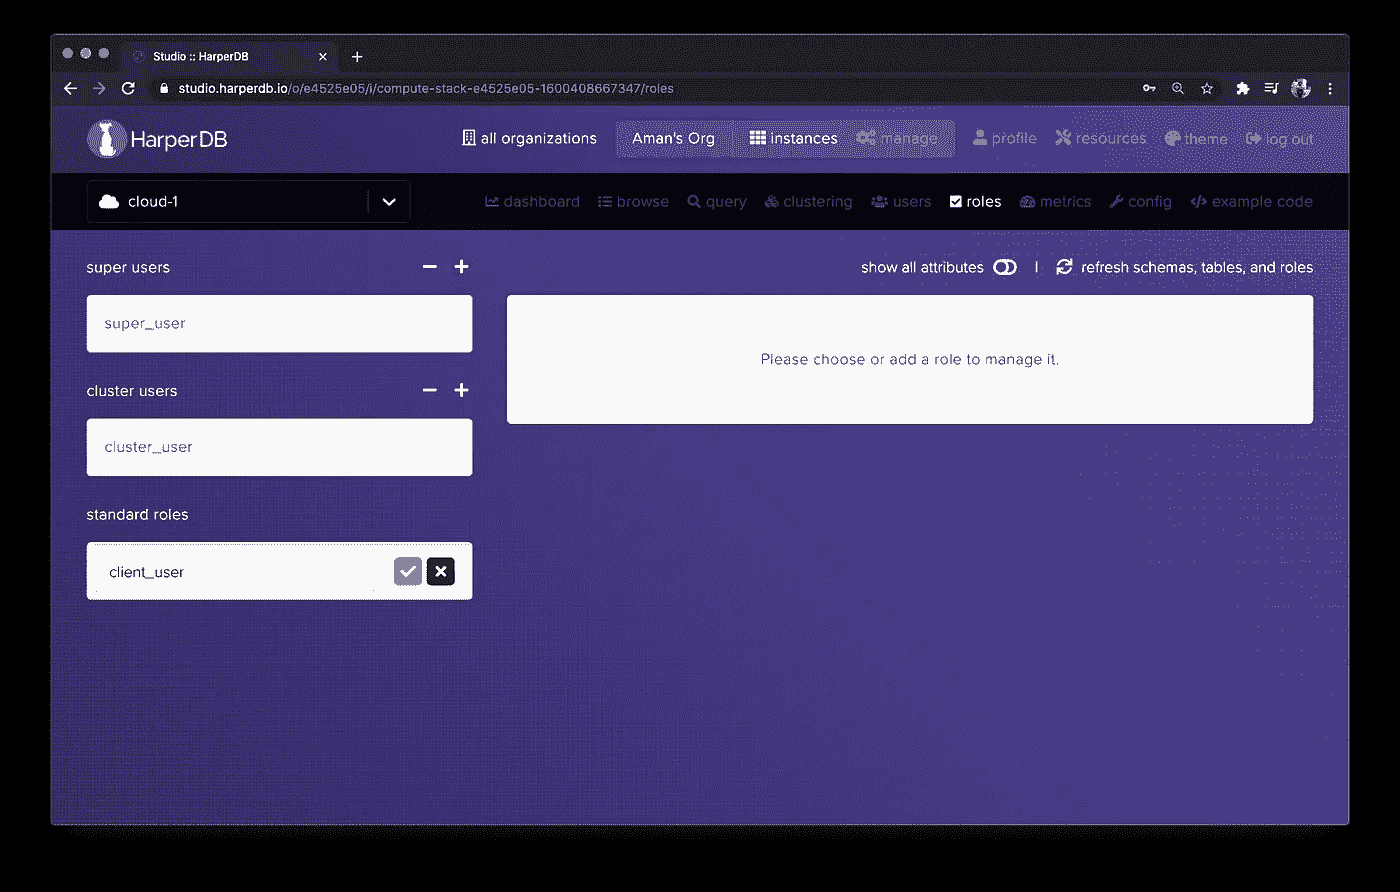 Studio :: HarperDB
studio.harperdb.io/o/e4525e05/i/compute-stack-e4525e05-1600408667347/roles
HarperDB
all organizations Aman's Org instances manage profile resources theme log out
cloud-1
dashboard browse query clustering users roles metrics config example code
super users
show all attributes | refresh schemas, tables, and roles
super_user
Please choose or add a role to manage it.
cluster users
cluster_user
standard roles
client_user